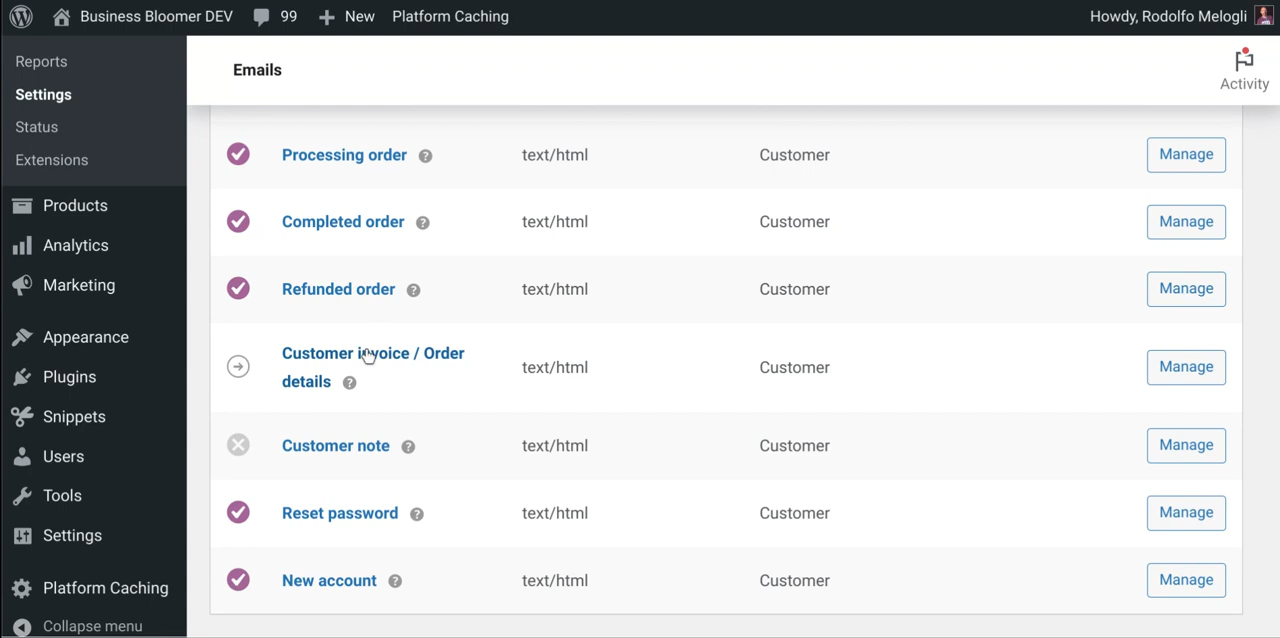 Business Bloomer DEV 99 + New Platform Caching Howdy, Rodolfo Melogli
Reports
Settings
Status
Extensions
Products
Analytics
Marketing
Appearance
Plugins
Snippets
Users
Tools
Settings
Platform Caching
Collapse menu
Emails
Activity
Processing order ? text/html Customer Manage
Completed order ? text/html Customer Manage
Refunded order ? text/html Customer Manage
Customer invoice / Order
details ? text/html Customer Manage
Customer note ? text/html Customer Manage
Reset password ? text/html Customer Manage
New account ? text/html Customer Manage